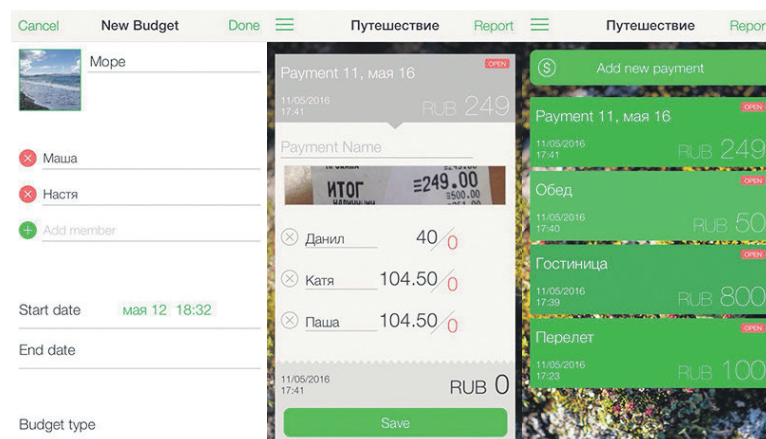 Cancel New Budget Done
Море
Маша
Настя
Add member
Start date мая 12 18:32
End date
Budget type
Путешествие Report
Payment 11, мая 16 OPEN
11/05/2016
17:41
RUB 249
Payment Name
ИТОГ ≡249.00
≡500.00
Данил 40/0
Катя 104.50/0
Паша 104.50/0
11/05/2016
17:41
RUB 0
Save
Путешествие Repor
Add new payment
Payment 11, мая 16 OPEN
11/05/2016
17:41
RUB 249
Обед OPEN
11/05/2016
17:40
RUB 50
Гостиница OPEN
11/05/2016
17:39
RUB 800
Перелет OPEN
11/05/2016
17:23
RUB 100